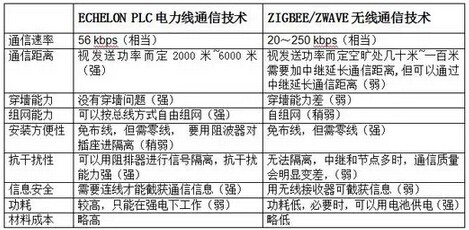 ECHELON PLC 电力线通信技术
ZIGBEE/ZWAVE 无线通信技术
通信速率
56 kbps（相当）
20～250 kbps（相当）
通信距离
视发送功率而定 2000 米~6000 米
（强）
视发送功率而定空旷处几十米~一百米
需要加中继延长通信距离,但可以通过
中继延长通信距离（弱）
穿墙能力
没有穿墙问题（强）
穿墙能力差（弱）
组网能力
可以按总线方式自由组网（稍弱）
自组网（稍弱）
安装方便性
免布线，但需零线， 要用阻波器对
插座进隔离（稍弱）
免布线，但需零线（强）
抗干扰性
可以用阻排器进行信号隔离，抗干扰
能力强（强）
无法隔离，中继和节点多时，通信质量
会明显变差，（弱）
信息安全
需要连线才能截获通信信息（强）
用无线接收器可截获信息（弱）
功耗
较高，只能在强电下工作（弱）
功耗低，必要时，可以用电池供电（强）
材料成本
略高
略低